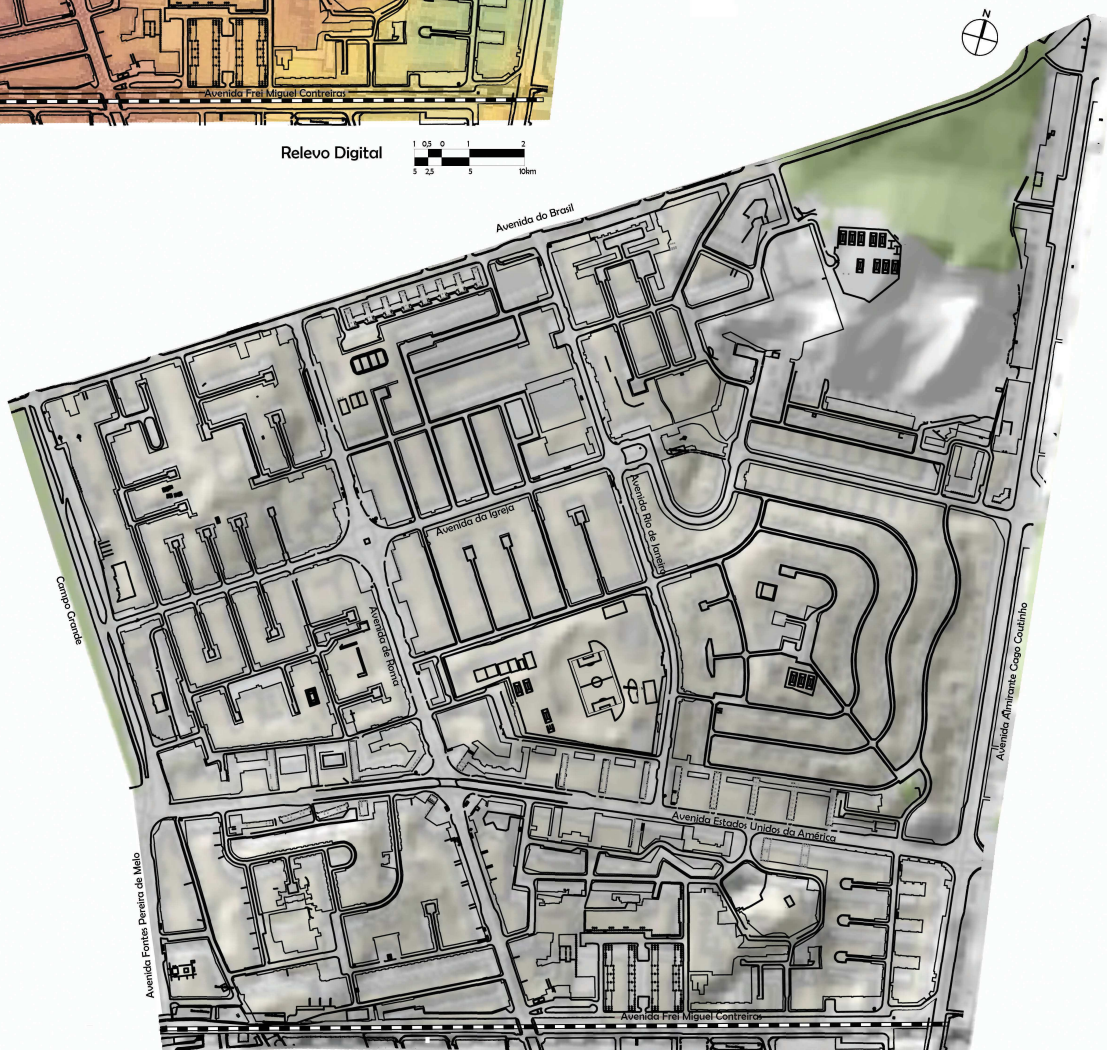 N
Avenida Frei Miguel Contreiras
Relevo Digital
1 0,5 0 1 2
5 2,5 5 10km
Avenida do Brasil
Avenida da Igreja
Avenida Rio de Janeiro
Campo Grande
Avenida de Roma
Avenida Almirante Gago Coutinho
Avenida Estados Unidos da América
Avenida Fontes Pereira de Melo
Avenida Frei Miguel Contreiras